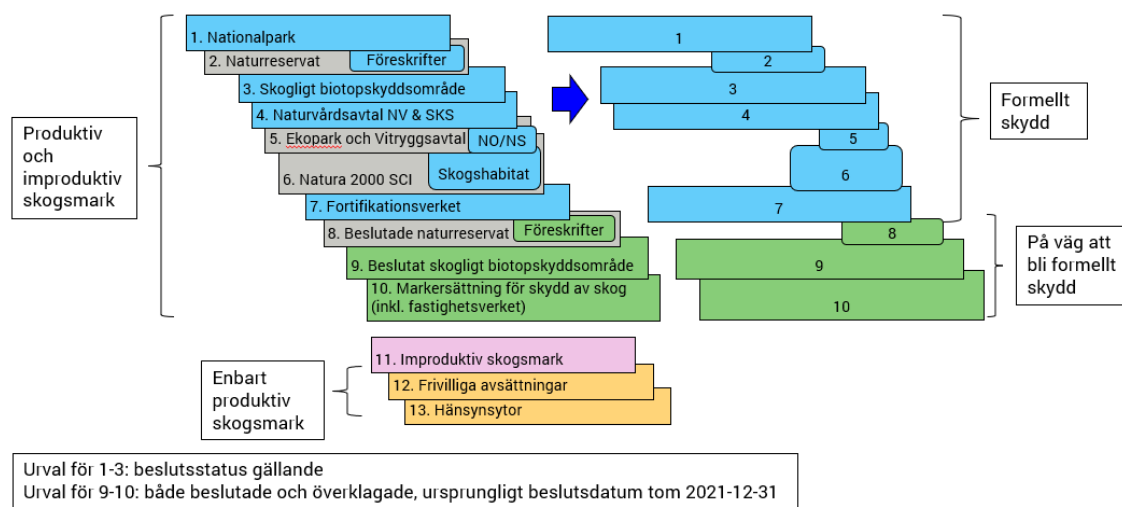 1. Nationalpark
2. Naturreservat
Föreskrifter
3. Skogligt biotopskyddsområde
4. Naturvårdsavtal NV & SKS
5. Ekopark och Vitryggsavtal
NO/NS
6. Natura 2000 SCI
Skogshabitat
7. Fortifikationsverket
8. Beslutade naturreservat
Föreskrifter
9. Beslutat skogligt biotopskyddsområde
10. Markersättning för skydd av skog
(inkl. fastighetsverket)
Produktiv
och
improduktiv
skogsmark
1
2
3
4
5
6
7
8
9
10
Formellt
skydd
På väg att
bli formellt
skydd
11. Improduktiv skogsmark
12. Frivilliga avsättningar
13. Hänsynsytor
Enbart
produktiv
skogsmark
Urval för 1-3: beslutsstatus gällande
Urval för 9-10: både beslutade och överklagade, ursprungligt beslutsdatum tom 2021-12-31